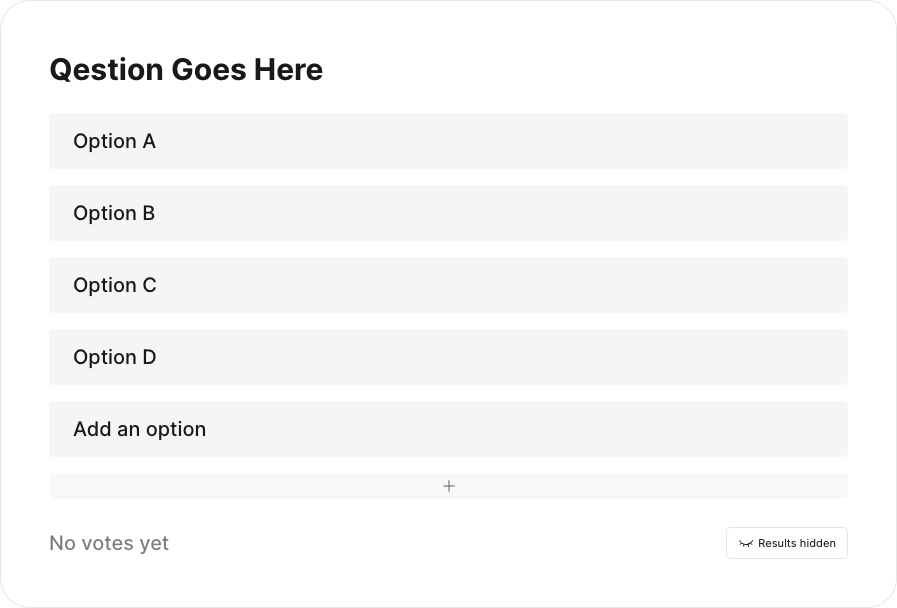 Qestion Goes Here
Option A
Option B
Option C
Option D
Add an option
+
No votes yet
Results hidden